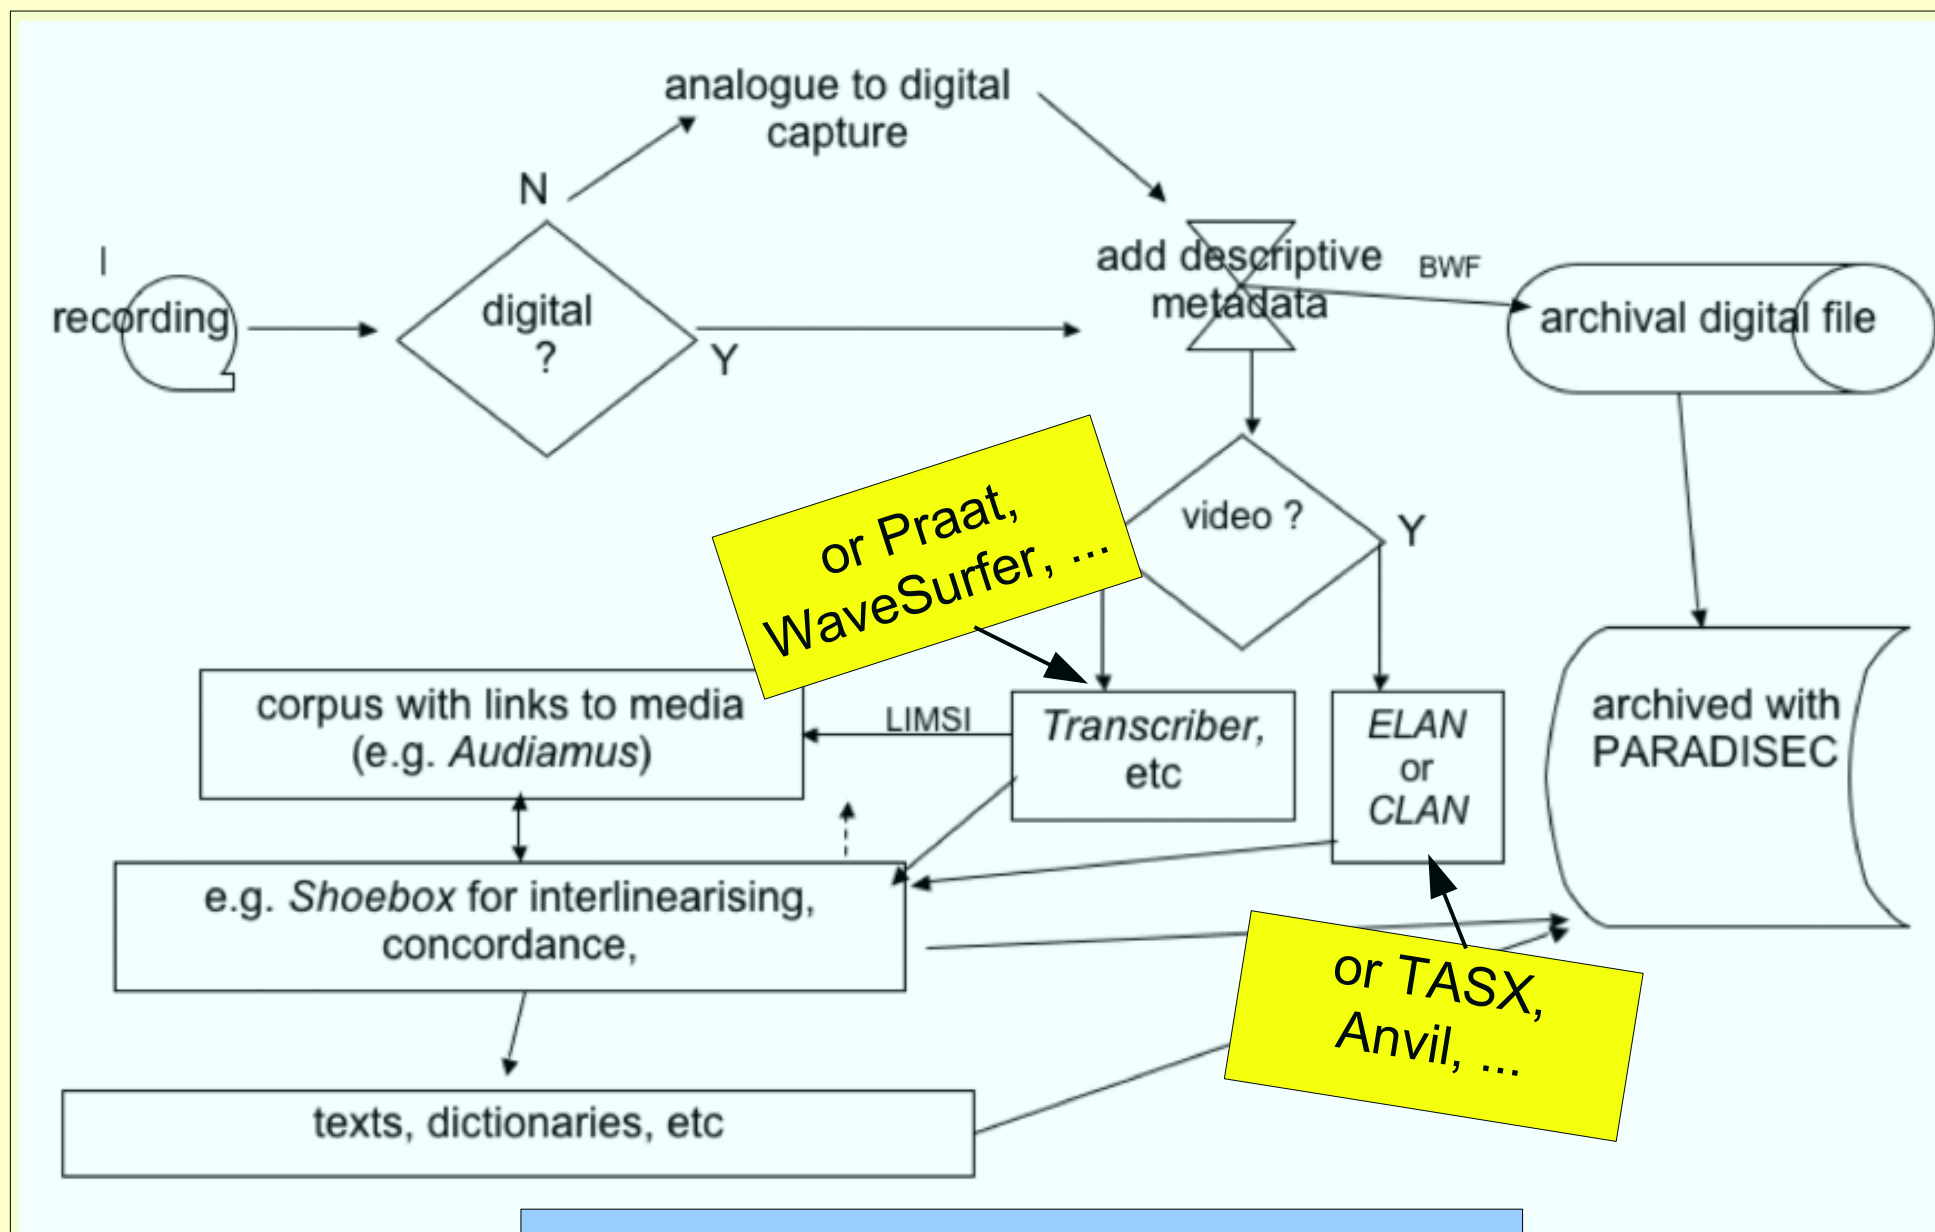 analogue to digital
capture
N
I
recording
digital
?
Y
add descriptive
metadata
BWF
archival digital file
or Praat,
WaveSurfer, ...
video ?
Y
corpus with links to media
(e.g. Audiamus)
LIMSI
Transcriber,
etc
ELAN
or
CLAN
archived with
PARADISEC
e.g. Shoebox for interlinearising,
concordance,
or TASX,
Anvil, ...
texts, dictionaries, etc